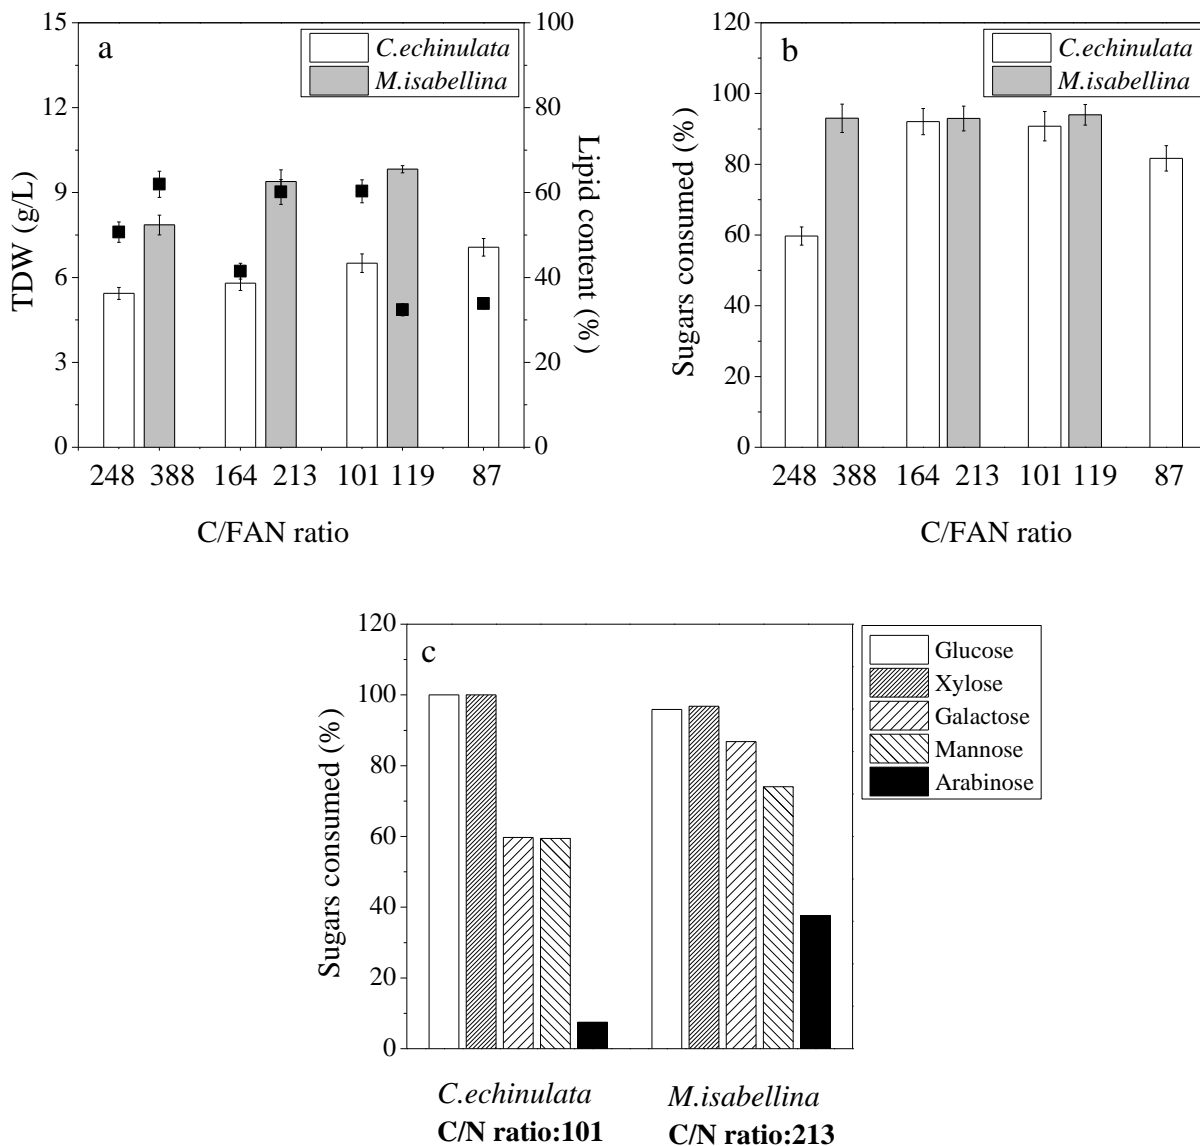 a
C.echinulata
M.isabellina
TDW (g/L)
15
12
9
6
3
0
100
80
60
40
20
0
Lipid content (%)
248 388 164 213 101 119 87
C/FAN ratio
b
C.echinulata
M.isabellina
Sugars consumed (%)
120
100
80
60
40
20
0
248 388 164 213 101 119 87
C/FAN ratio
c
Sugars consumed (%)
120
100
80
60
40
20
0
Glucose
Xylose
Galactose
Mannose
Arabinose
C.echinulata M.isabellina
C/N ratio:101 C/N ratio:213